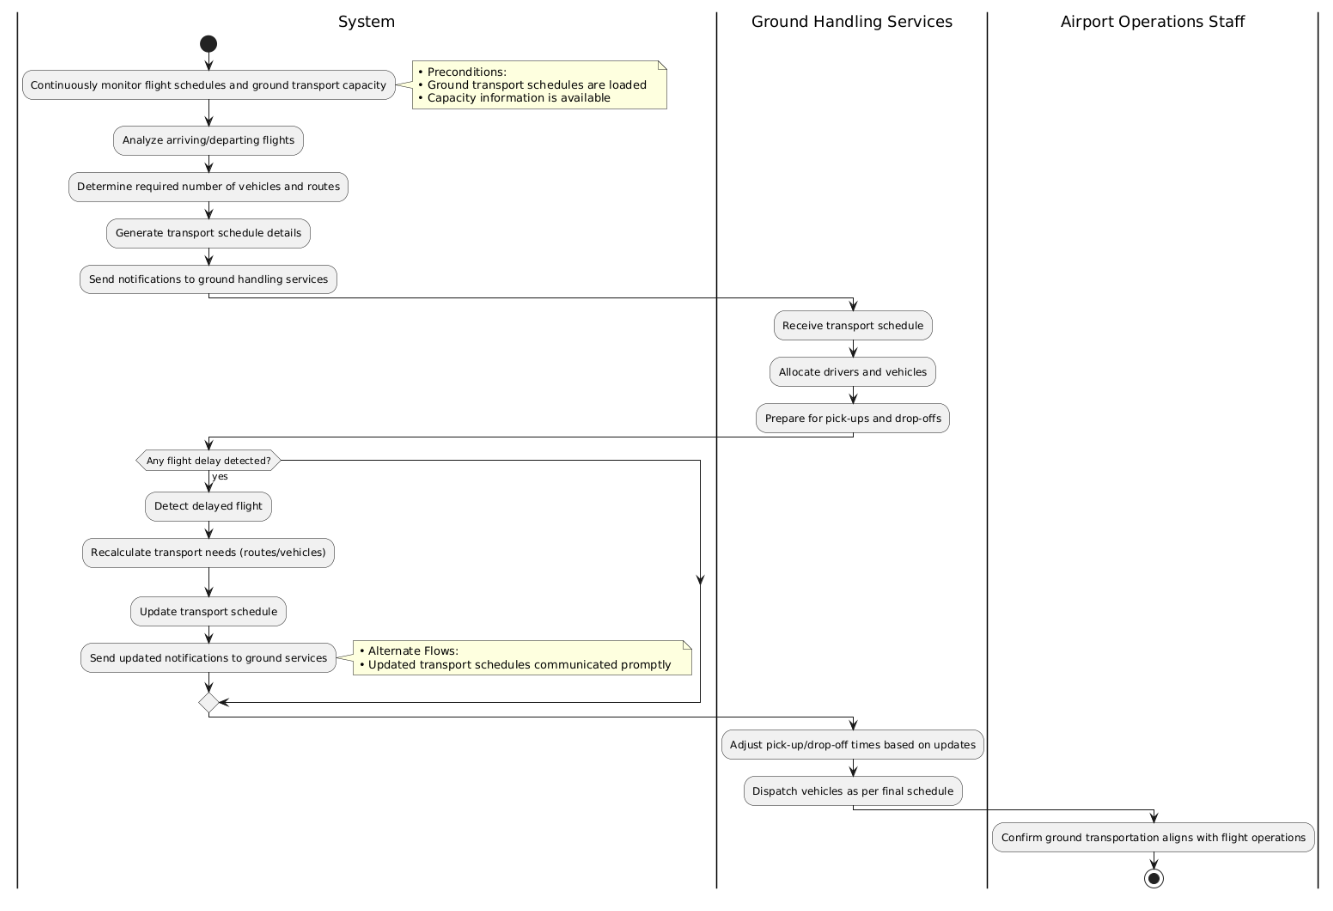 System
Ground Handling Services
Airport Operations Staff
Continuously monitor flight schedules and ground transport capacity
• Preconditions:
• Ground transport schedules are loaded
• Capacity information is available
Analyze arriving/departing flights
Determine required number of vehicles and routes
Generate transport schedule details
Send notifications to ground handling services
Receive transport schedule
Allocate drivers and vehicles
Prepare for pick-ups and drop-offs
Any flight delay detected?
yes
Detect delayed flight
Recalculate transport needs (routes/vehicles)
Update transport schedule
Send updated notifications to ground services
• Alternate Flows:
• Updated transport schedules communicated promptly
Adjust pick-up/drop-off times based on updates
Dispatch vehicles as per final schedule
Confirm ground transportation aligns with flight operations